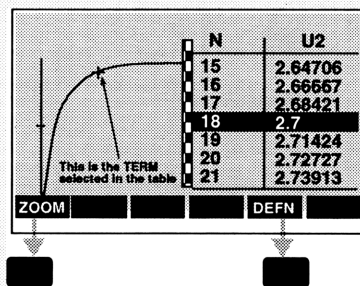 N U2
15 2.64706
16 2.66667
17 2.68421
18 2.7
19 2.71424
20 2.72727
21 2.73913
This is the TERM
selected in the table
ZOOM DEFN